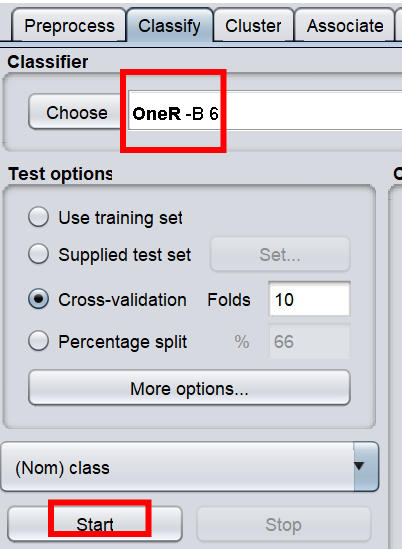 Preprocess Classify Cluster Associate
Classifier
Choose OneR -B 6
Test options
Use training set
Supplied test set Set...
Cross-validation Folds 10
Percentage split % 66
More options...
(Nom) class
Start Stop